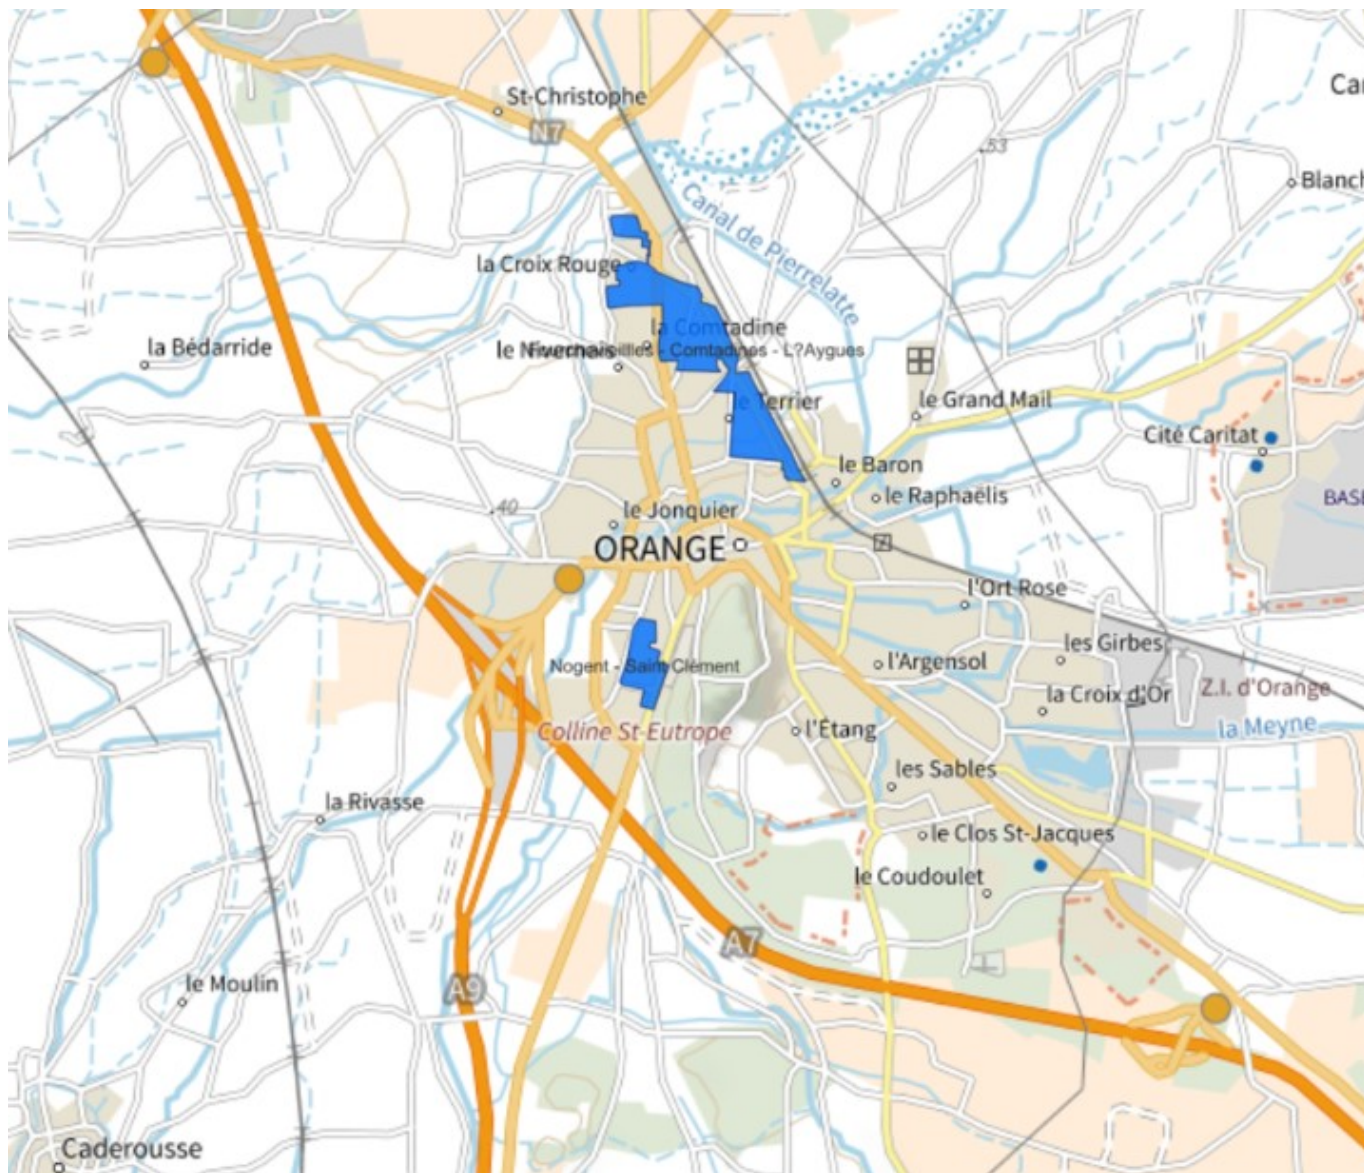 Car
St-Christophe
N7
53
Blanch
Canal de Pierrelatte
la Croix Rouge
la Comtadine
la Bédarride
le Nivernais
Fourchesvieilles - Comtadines - L?Aygues
le Terrier
le Grand Mail
Cité Caritat
le Baron
BASE
le Raphaëlis
40
le Jonquier
ORANGE
l'Ort Rose
les Girbes
Nogent - Saint Clément
l'Argensol
Z.I. d'Orange
la Croix d'Or
la Meyne
Colline St-Eutrope
l'Étang
les Sables
la Rivasse
le Clos St-Jacques
le Coudoulet
A7
le Moulin
A9
Caderousse